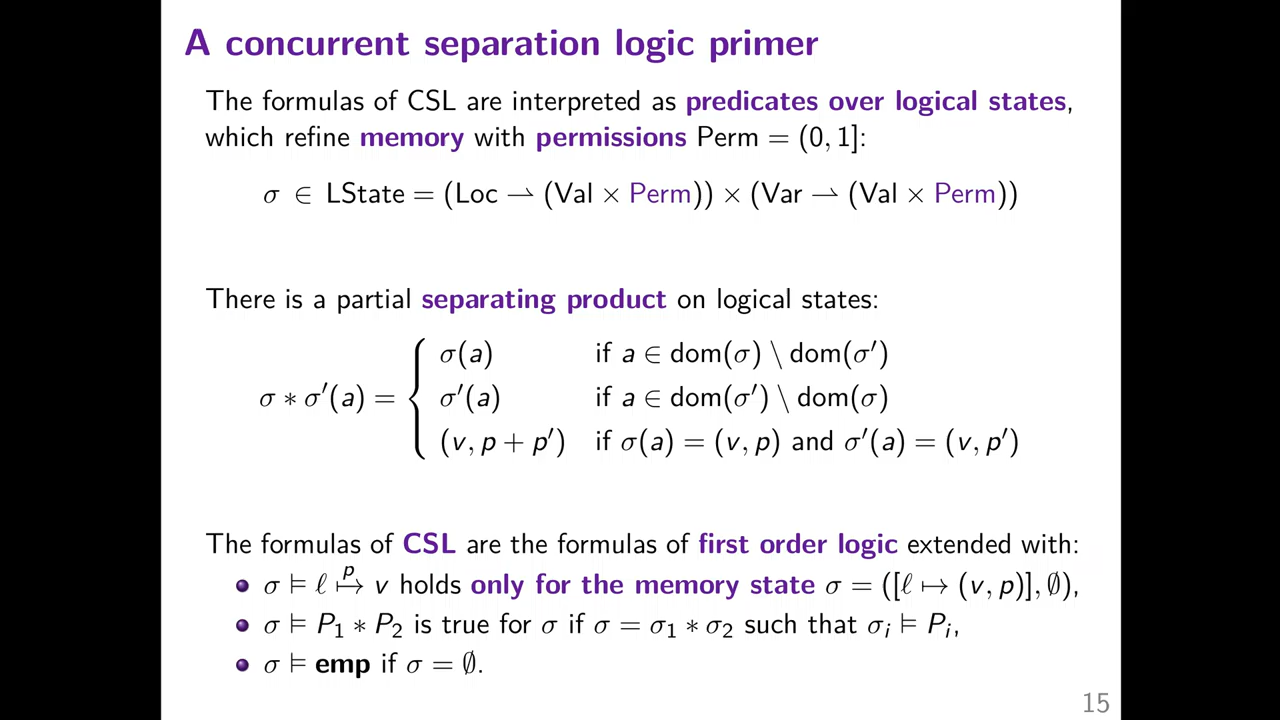 A concurrent separation logic primer
The formulas of CSL are interpreted as predicates over logical states,
which refine memory with permissions Perm = (0, 1]:
σ ∈ LState = (Loc ⇀ (Val × Perm)) × (Var ⇀ (Val × Perm))
There is a partial separating product on logical states:
σ(a) if a ∈ dom(σ) \ dom(σ′)
σ ∗ σ′(a) = { σ′(a) if a ∈ dom(σ′) \ dom(σ)
(v, p + p′) if σ(a) = (v, p) and σ′(a) = (v, p′)
The formulas of CSL are the formulas of first order logic extended with:
• σ ⊨ ℓ ↦ᵖ v holds only for the memory state σ = ([ℓ ↦ (v, p)], ∅),
• σ ⊨ P₁ ∗ P₂ is true for σ if σ = σ₁ ∗ σ₂ such that σᵢ ⊨ Pᵢ,
• σ ⊨ emp if σ = ∅.
15